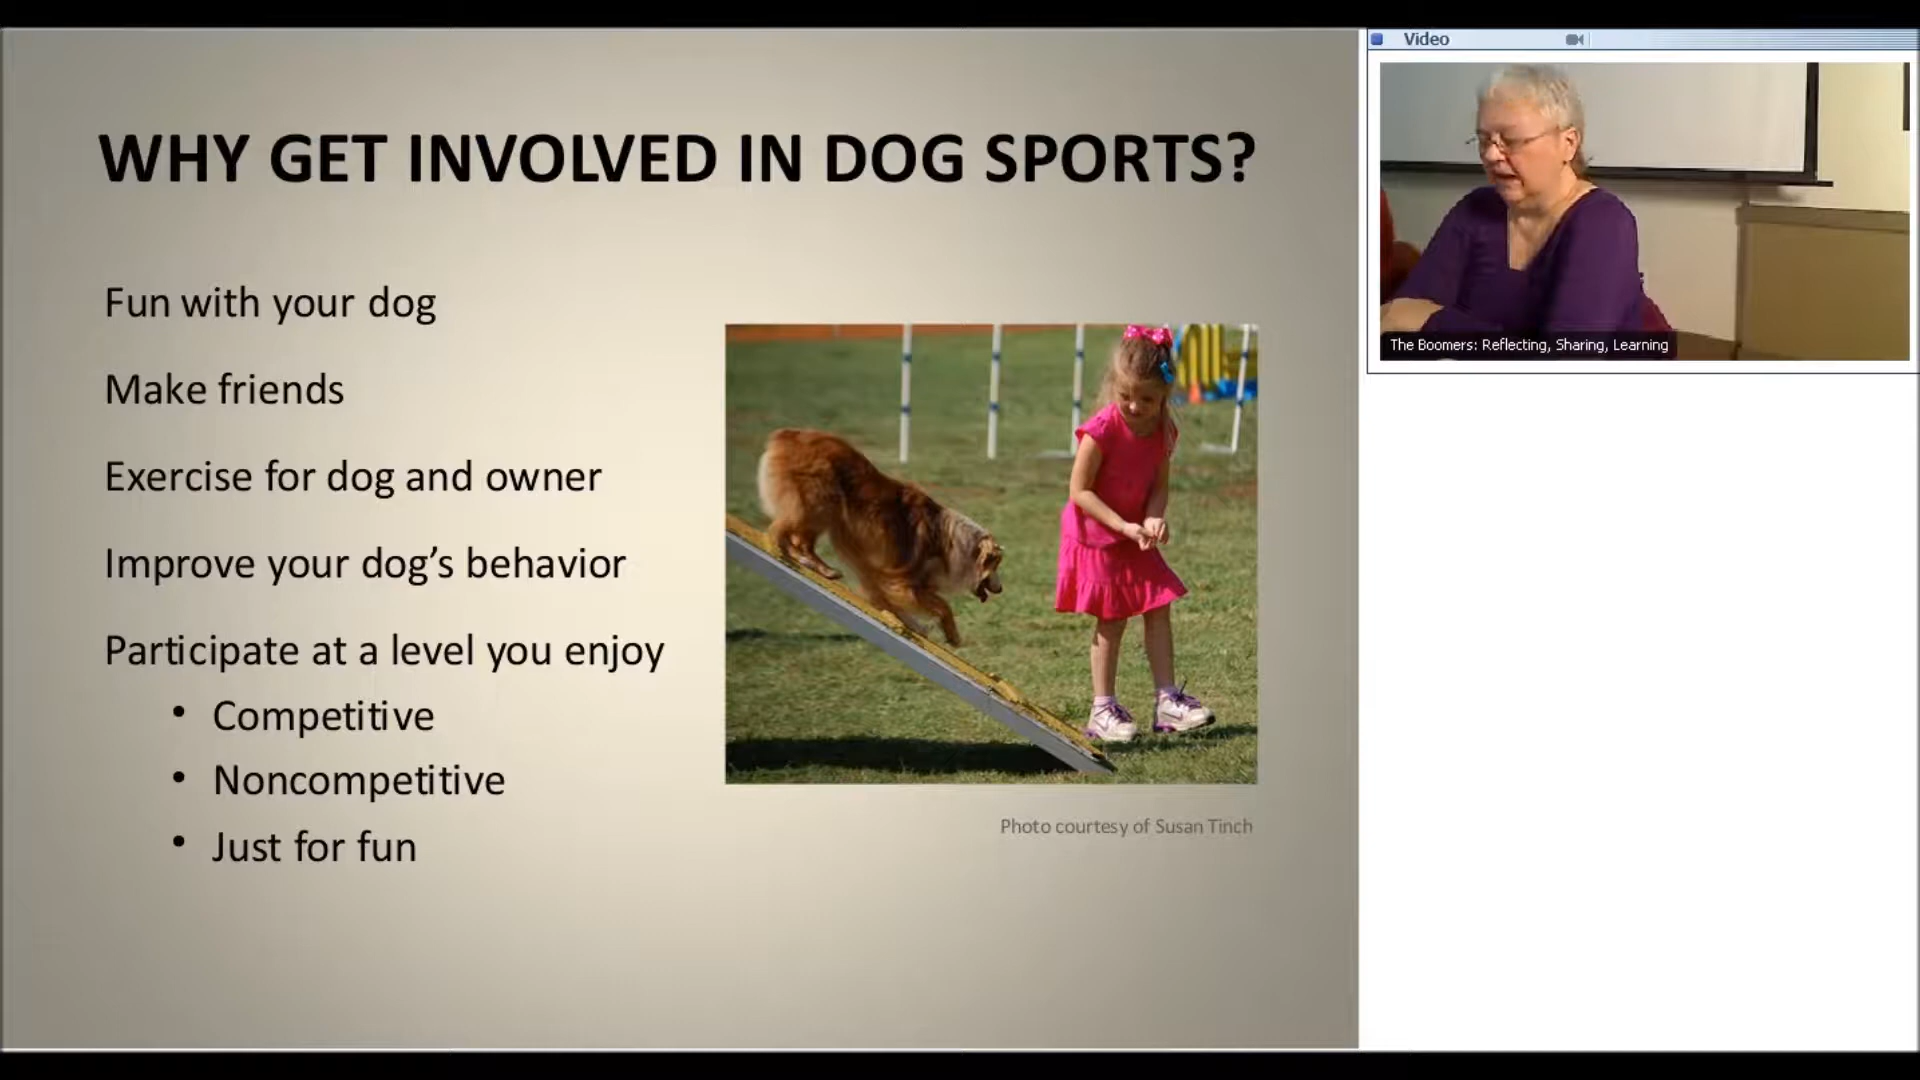 WHY GET INVOLVED IN DOG SPORTS?
Fun with your dog
Make friends
Exercise for dog and owner
Improve your dog’s behavior
Participate at a level you enjoy
• Competitive
• Noncompetitive
• Just for fun
Photo courtesy of Susan Tinch
Video
The Boomers: Reflecting, Sharing, Learning